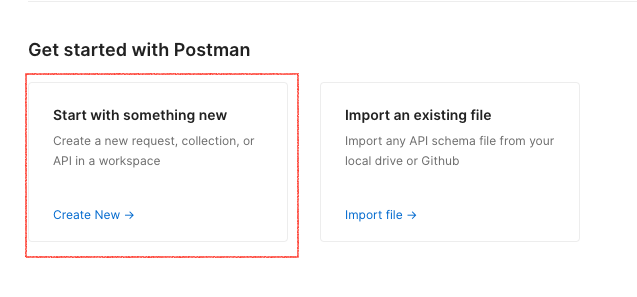 Get started with Postman
Start with something new
Create a new request, collection, or
API in a workspace
Create New →
Import an existing file
Import any API schema file from your
local drive or Github
Import file →